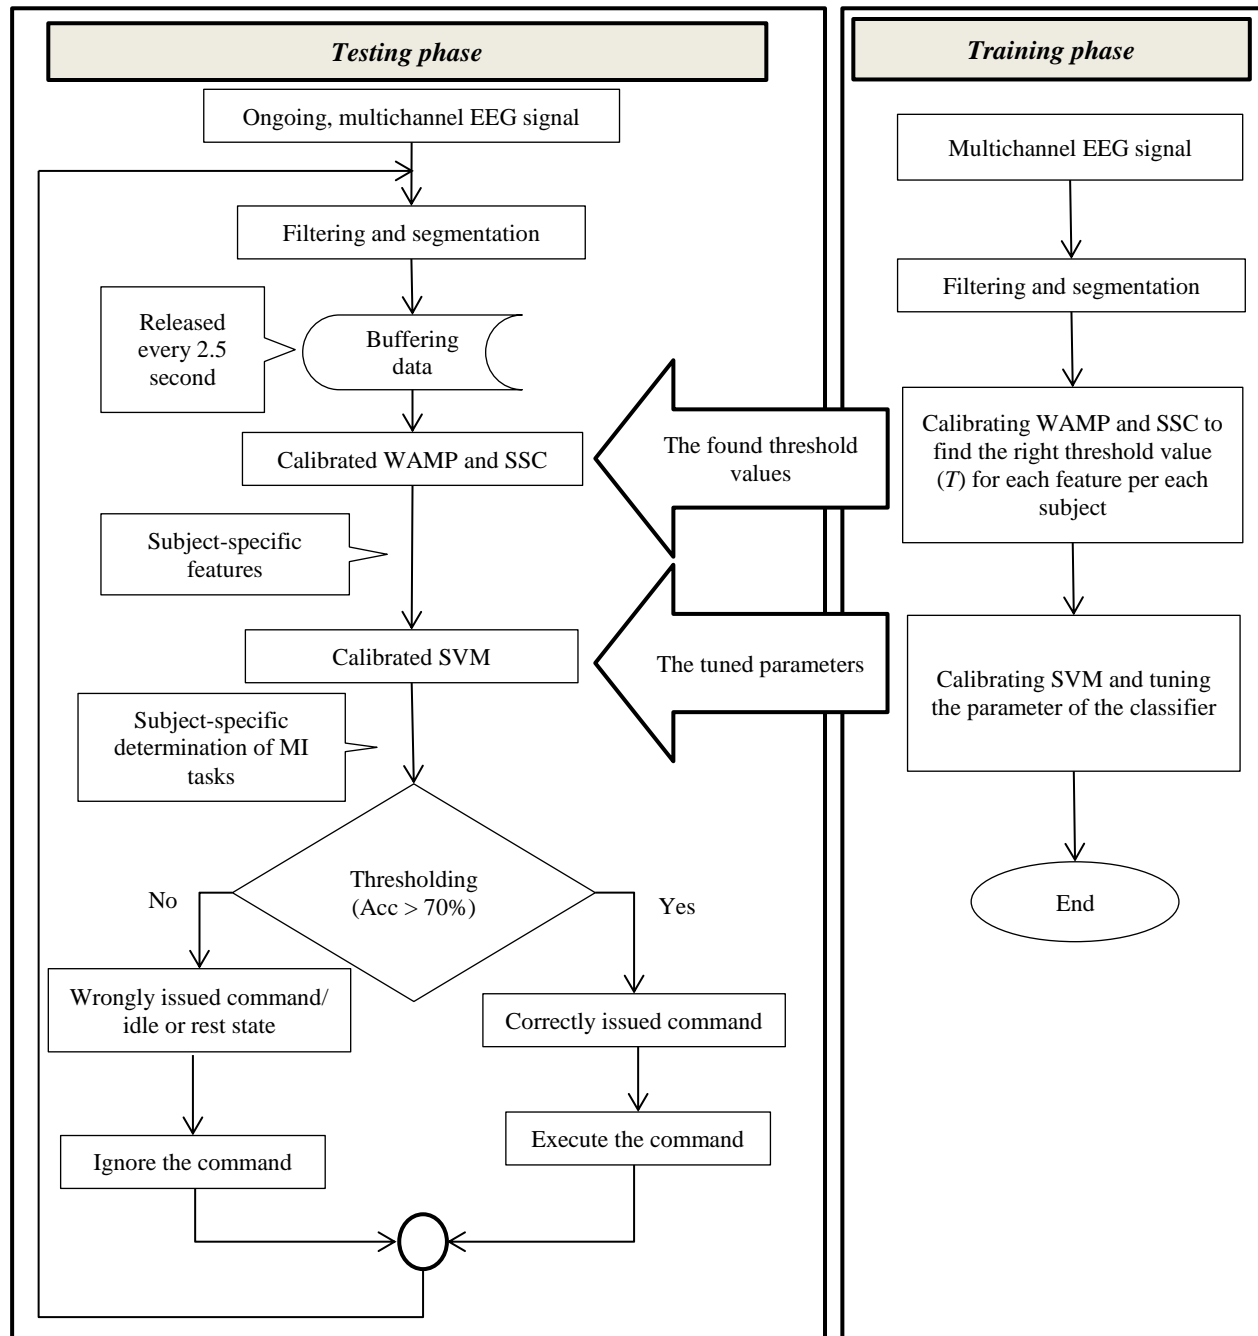 Testing phase
Ongoing, multichannel EEG signal
Filtering and segmentation
Released
every 2.5
second
Buffering
data
Calibrated WAMP and SSC
The found threshold
values
Subject-specific
features
Calibrated SVM
The tuned parameters
Subject-specific
determination of MI
tasks
Thresholding
(Acc > 70%)
No
Yes
Wrongly issued command/
idle or rest state
Correctly issued command
Ignore the command
Execute the command
Training phase
Multichannel EEG signal
Filtering and segmentation
Calibrating WAMP and SSC to
find the right threshold value
(T) for each feature per each
subject
Calibrating SVM and tuning
the parameter of the classifier
End